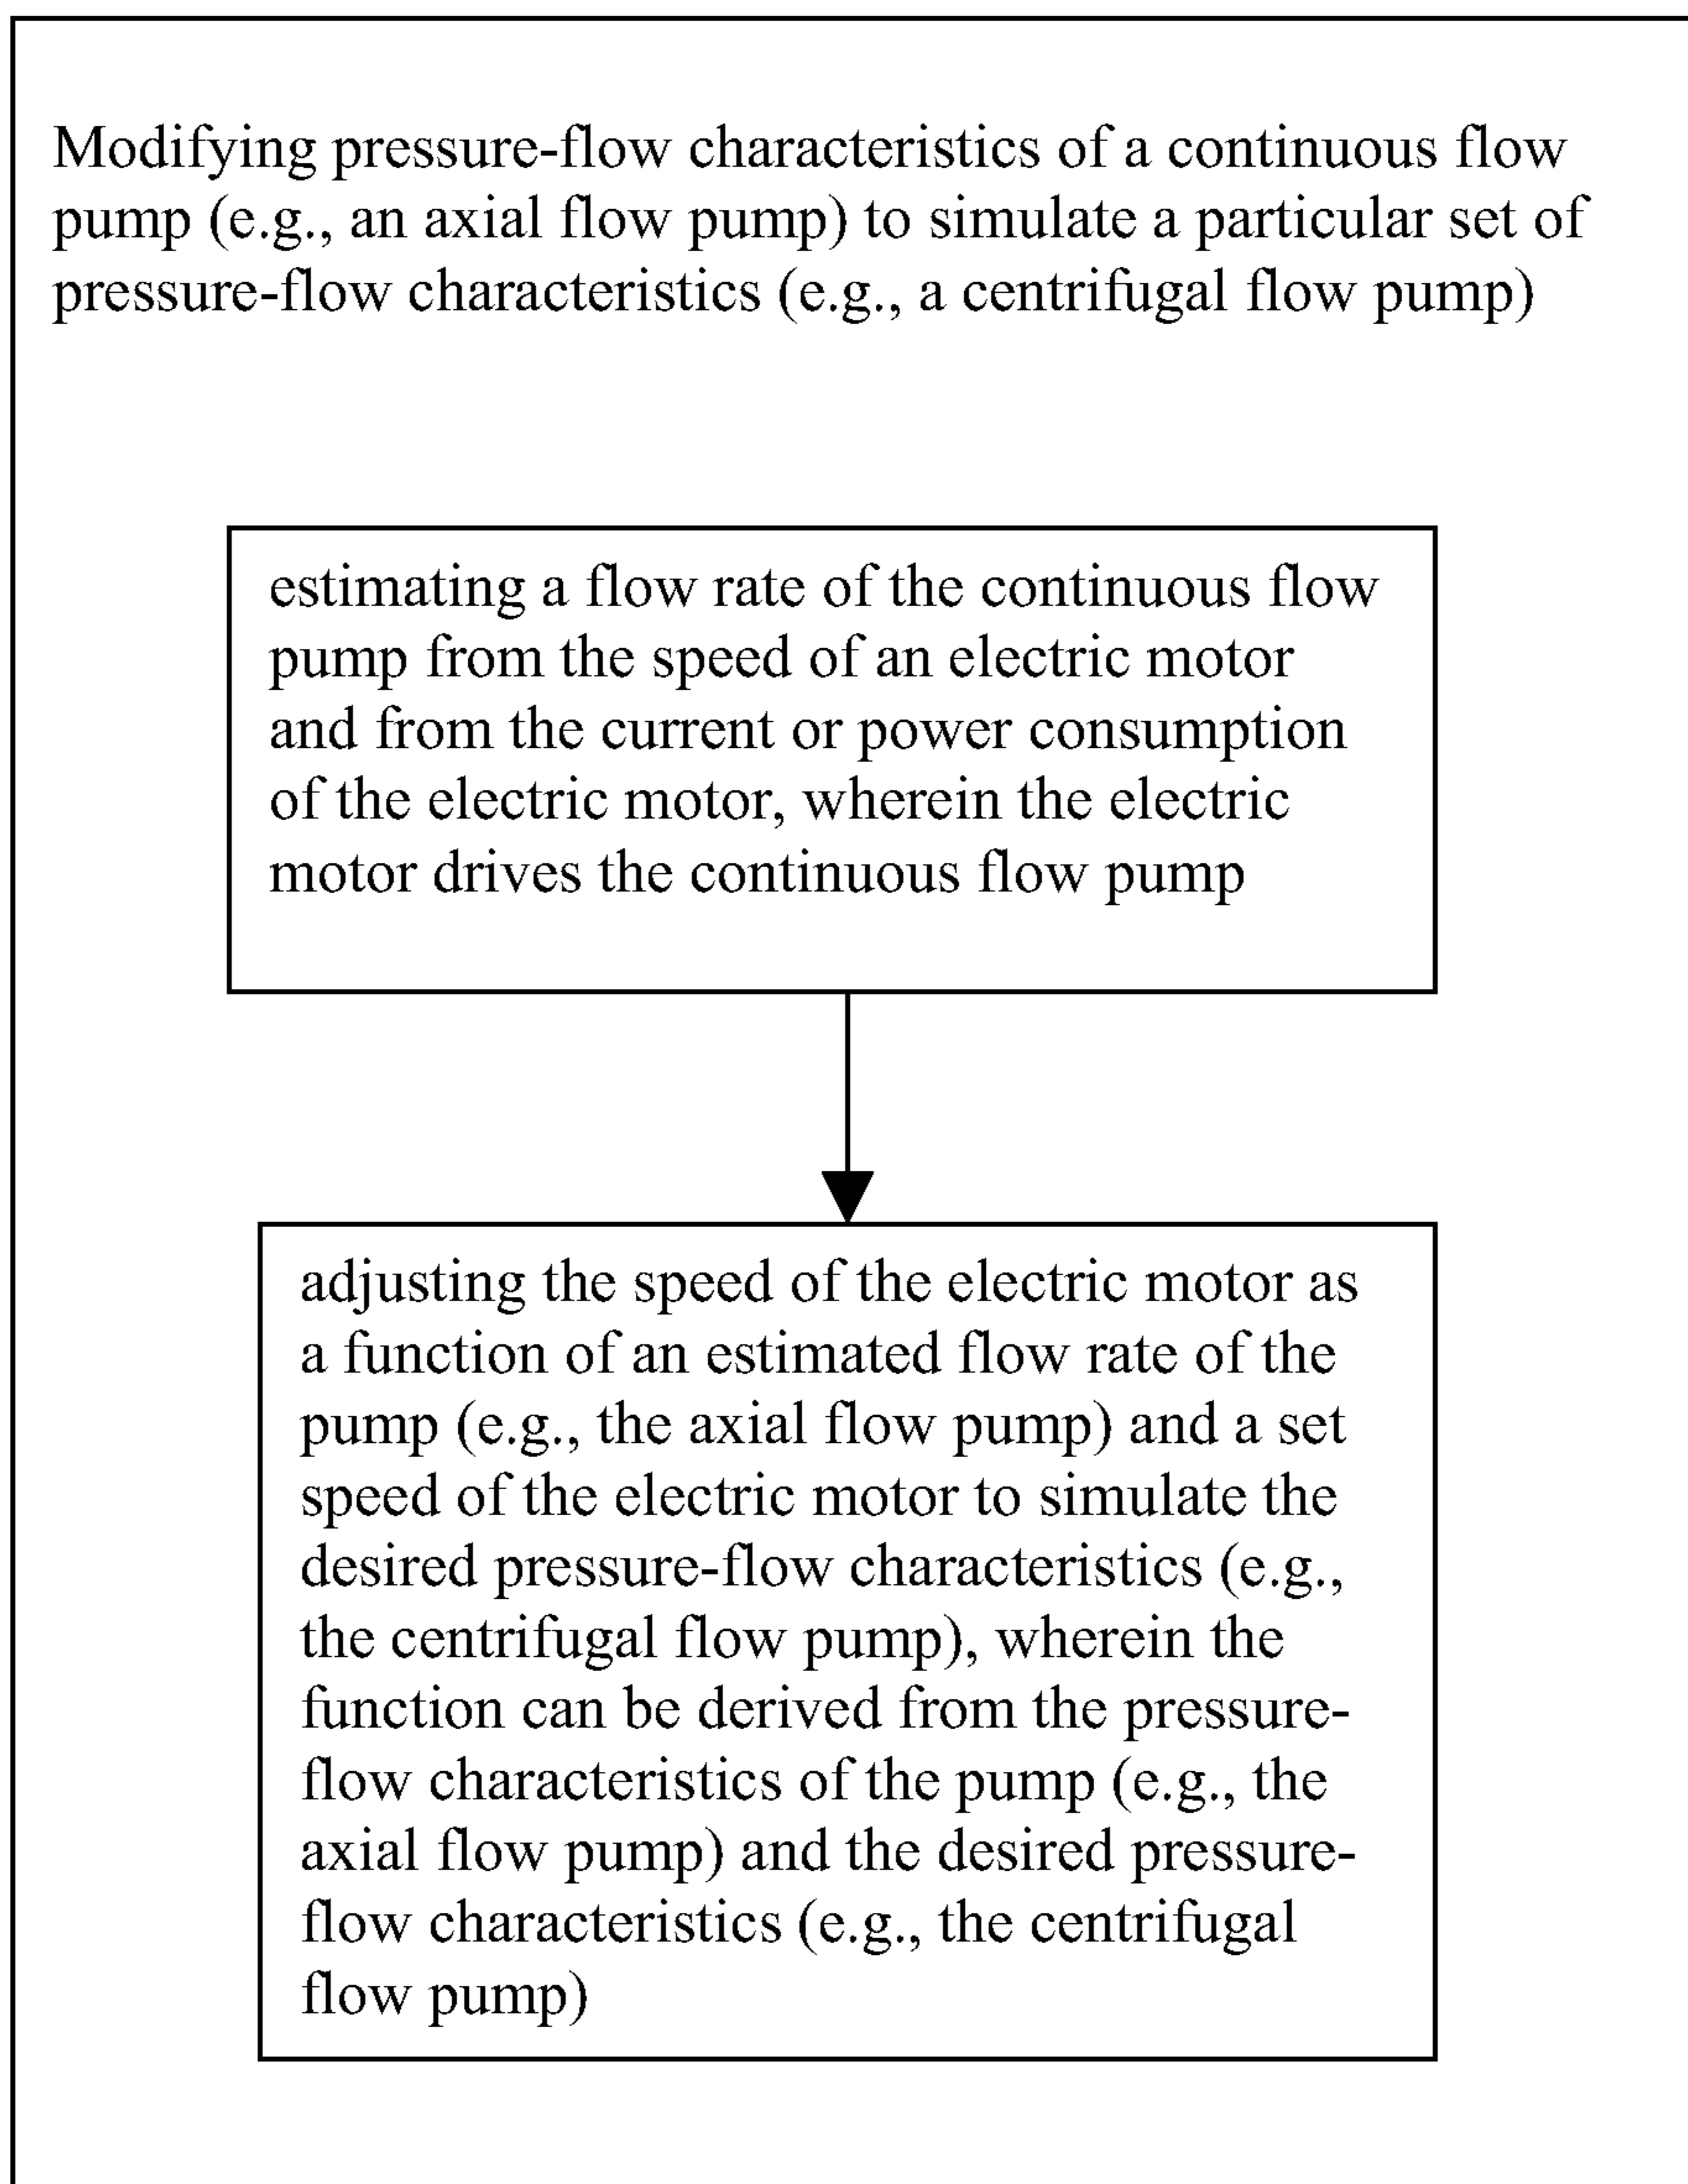 Modifying pressure-flow characteristics of a continuous flow
pump (e.g., an axial flow pump) to simulate a particular set of
pressure-flow characteristics (e.g., a centrifugal flow pump)
estimating a flow rate of the continuous flow
pump from the speed of an electric motor
and from the current or power consumption
of the electric motor, wherein the electric
motor drives the continuous flow pump
adjusting the speed of the electric motor as
a function of an estimated flow rate of the
pump (e.g., the axial flow pump) and a set
speed of the electric motor to simulate the
desired pressure-flow characteristics (e.g.,
the centrifugal flow pump), wherein the
function can be derived from the pressure-
flow characteristics of the pump (e.g., the
axial flow pump) and the desired pressure-
flow characteristics (e.g., the centrifugal
flow pump)